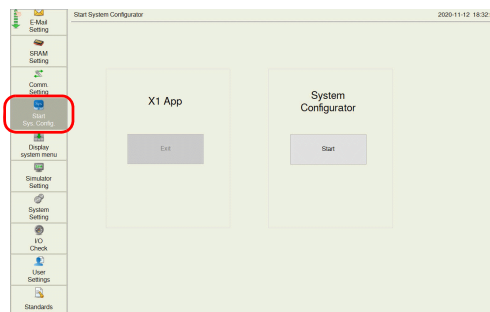 Start System Configurator
2020-11-12 18:32:
E-Mail
Setting
SRAM
Setting
Comm.
Setting
Sys
Start
Sys. Config
Display
system menu
Simulator
Setting
System
Setting
I/O
Check
User
Settings
Standards
X1 App
Exit
System
Configurator
Start